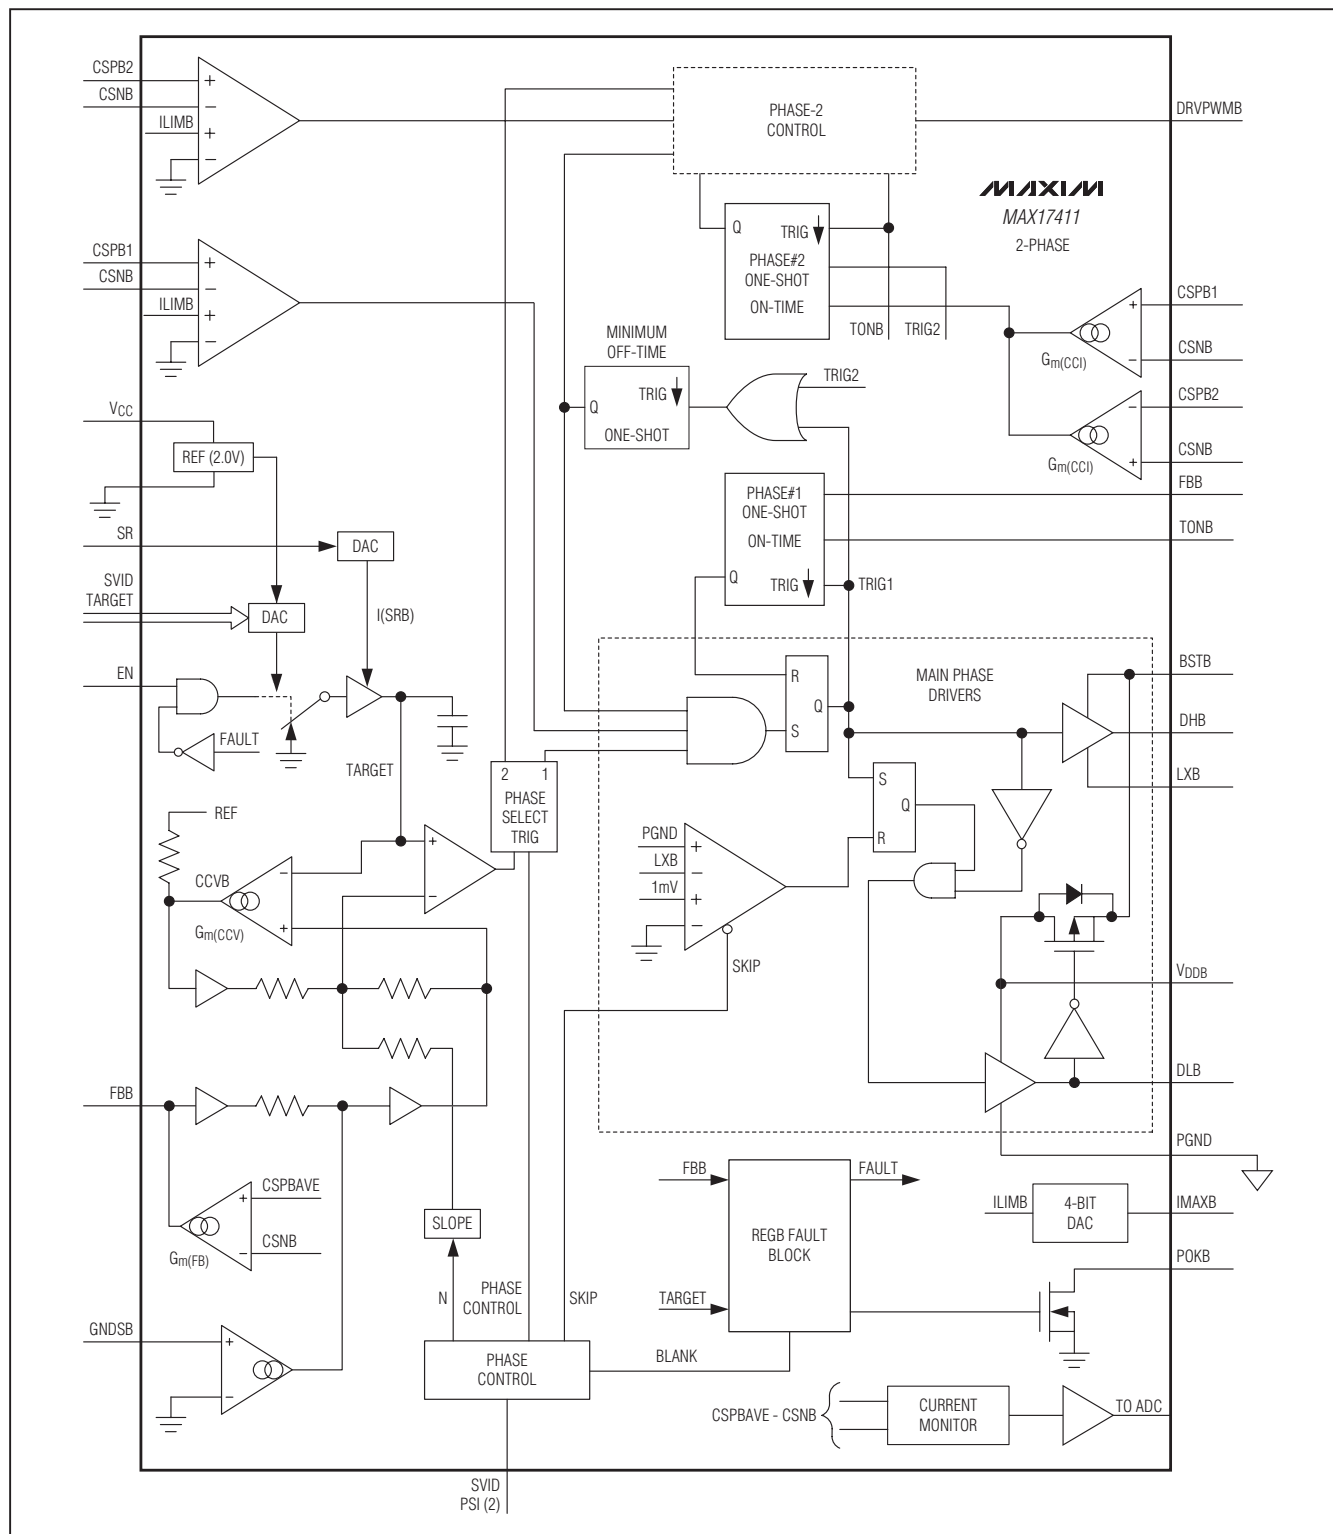 CSPB2
CSNB
ILIMB
+
−
+
−
PHASE-2
CONTROL
DRVPWMB
MAXIM
MAX17411
2-PHASE
CSPB1
CSNB
ILIMB
+
−
+
−
Q
TRIG
PHASE#2
ONE-SHOT
ON-TIME
TONB
TRIG2
CSPB1
+
CSNB
−
Gm(CCI)
CSPB2
−
CSNB
+
Gm(CCI)
MINIMUM
OFF-TIME
TRIG
Q
ONE-SHOT
TRIG2
VCC
REF (2.0V)
PHASE#1
ONE-SHOT
ON-TIME
Q
TRIG
TRIG1
FBB
TONB
SR
DAC
SVID
TARGET
DAC
I(SRB)
EN
FAULT
TARGET
R
Q
S
MAIN PHASE
DRIVERS
BSTB
DHB
LXB
2 1
PHASE
SELECT
TRIG
S
Q
R
REF
CCVB
−
+
Gm(CCV)
+
−
PGND
LXB
1mV
+
−
+
−
SKIP
VDDB
FBB
DLB
PGND
CSPBAVE
+
CSNB
−
Gm(FB)
SLOPE
N
PHASE
CONTROL
SKIP
FBB
FAULT
REGB FAULT
BLOCK
TARGET
ILIMB
4-BIT
DAC
IMAXB
POKB
GNDSB
+
−
PHASE
CONTROL
BLANK
CSPBAVE - CSNB
CURRENT
MONITOR
TO ADC
SVID
PSI (2)